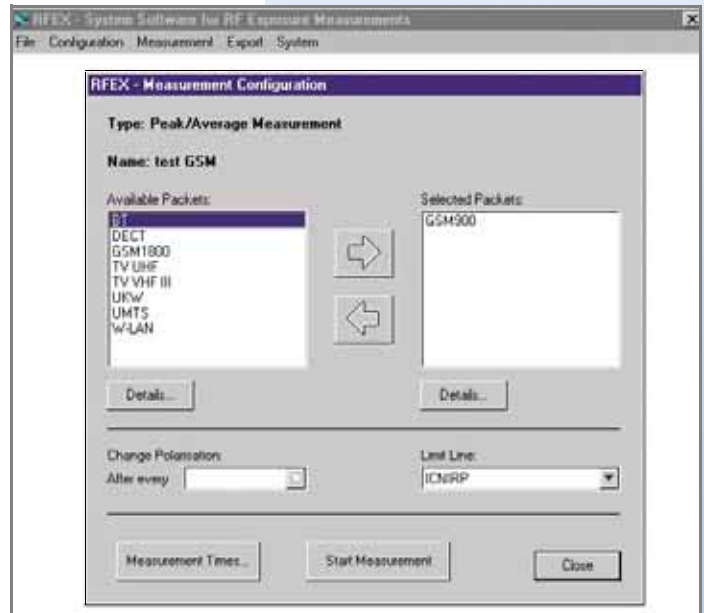 RFEX - System Software for RF Exposure Measurements
File Configuration Measurement Export System
RFEX - Measurement Configuration
Type: Peak/Average Measurement
Name: test GSM
Available Packets:
BT
DECT
GSM1800
TV UHF
TV VHF III
UKW
UMTS
W-LAN
Selected Packets:
GSM900
Details...
Details...
Change Polarisation:
After every
Limit Line:
ICNIRP
Measurement Times...
Start Measurement
Close